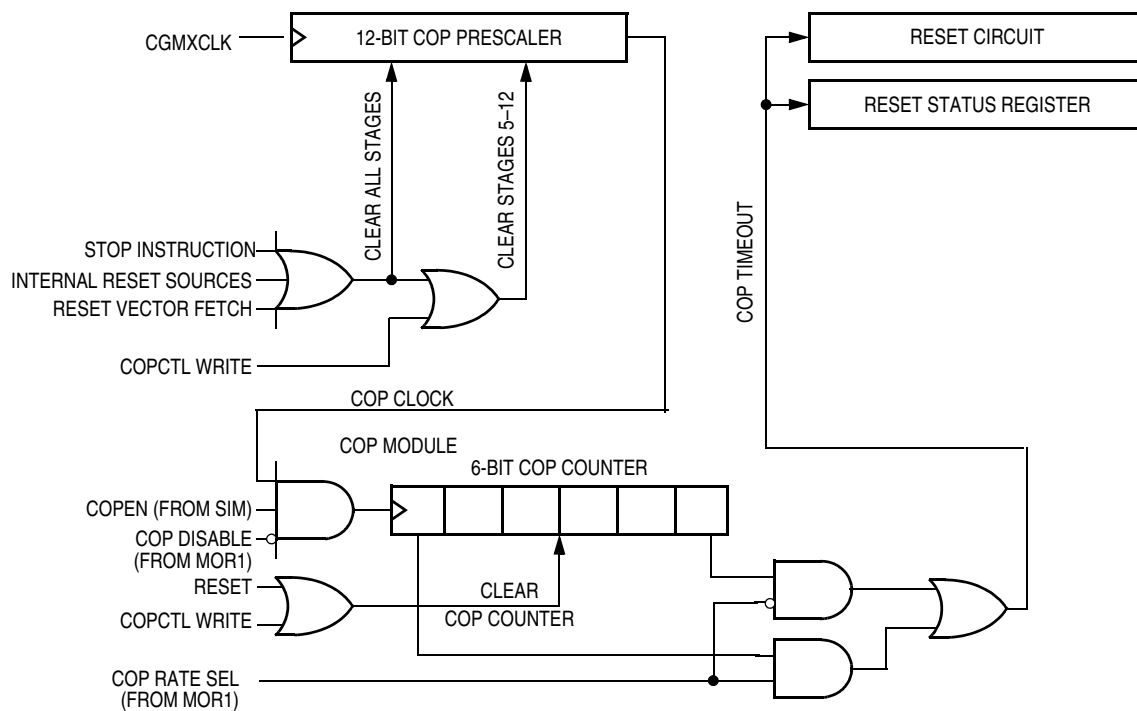 CGMXCLK
12-BIT COP PRESCALER
RESET CIRCUIT
RESET STATUS REGISTER
CLEAR ALL STAGES
CLEAR STAGES 5–12
COP TIMEOUT
STOP INSTRUCTION
INTERNAL RESET SOURCES
RESET VECTOR FETCH
COPCTL WRITE
COP CLOCK
COP MODULE
6-BIT COP COUNTER
COPEN (FROM SIM)
COP DISABLE
(FROM MOR1)
RESET
COPCTL WRITE
CLEAR
COP COUNTER
COP RATE SEL
(FROM MOR1)